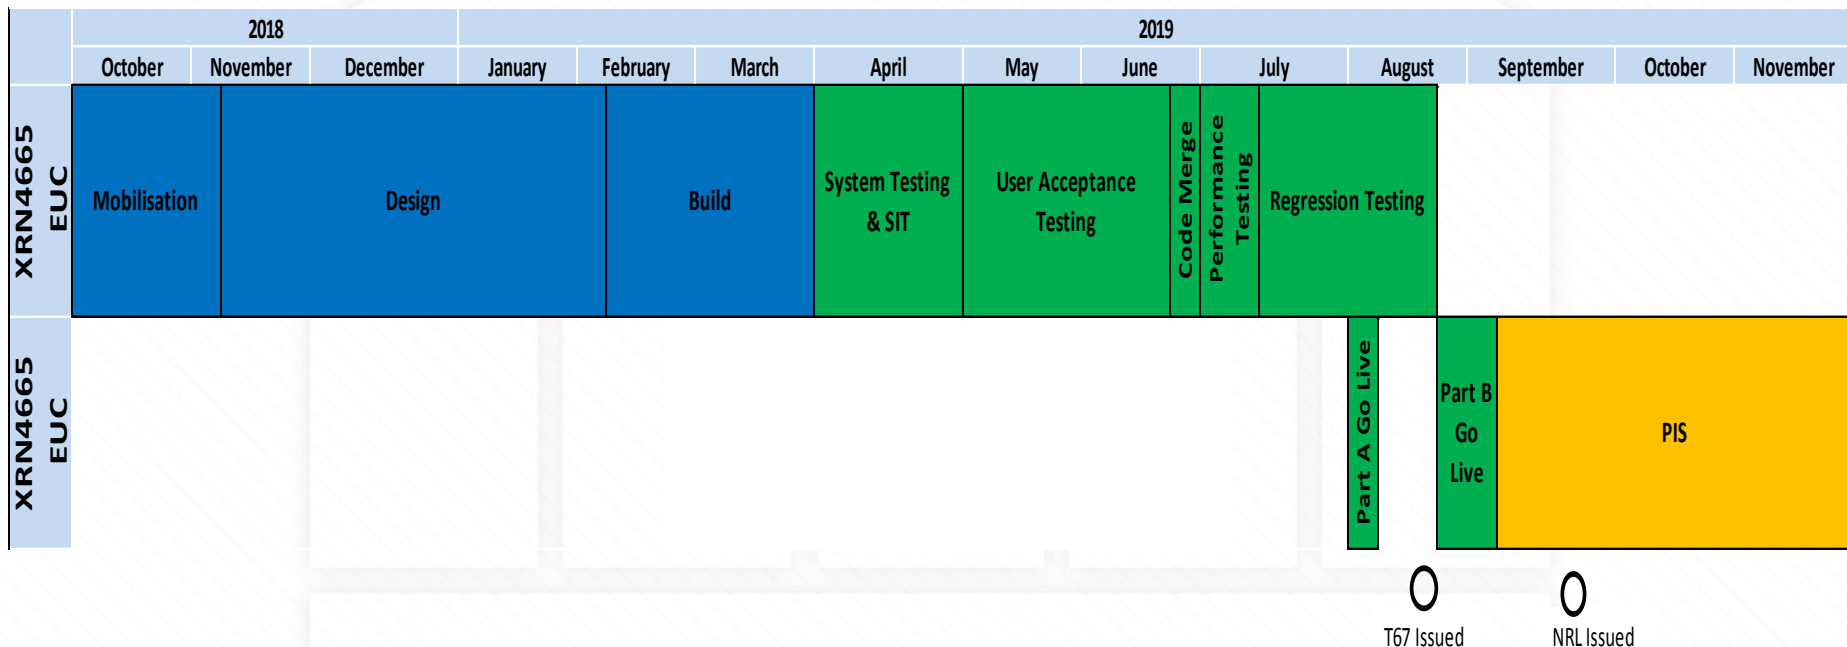 2018 2019
October November December January February March April May June July August September October November
XRN4665
EUC
Mobilisation
Design
Build
System Testing
& SIT
User Acceptance
Testing
Code Merge
Performance
Testing
Regression Testing
XRN4665
EUC
Part A Go Live
Part B
Go
Live
PIS
T67 Issued
NRL Issued